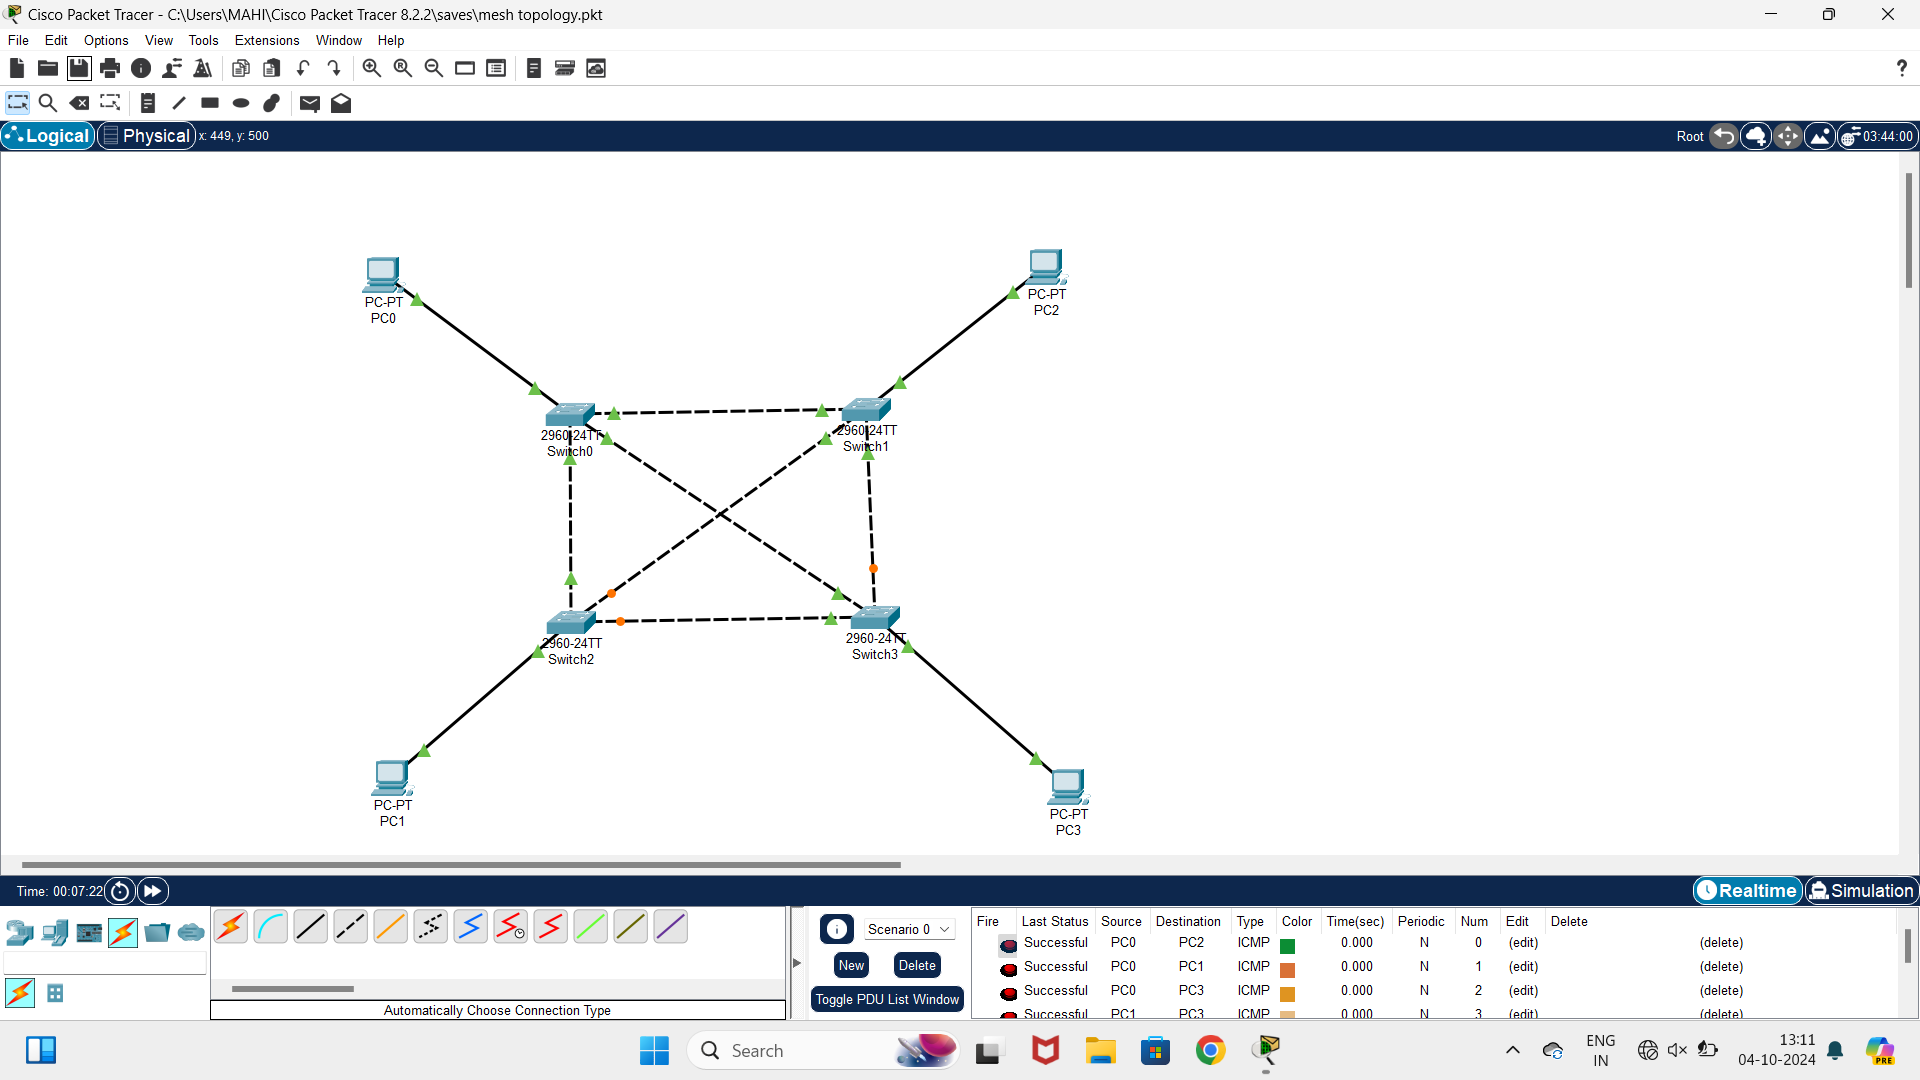 Cisco Packet Tracer - C:\Users\MAHI\Cisco Packet Tracer 8.2.2\saves\mesh topology.pkt
File Edit Options View Tools Extensions Window Help
?
Logical Physical x: 449, y: 500 Root 03:44:00
PC-PT
PC0
PC-PT
PC2
2960-24TT
Switch0
2960-24TT
Switch1
2960-24TT
Switch2
2960-24TT
Switch3
PC-PT
PC1
PC-PT
PC3
Time: 00:07:22 Realtime Simulation
Automatically Choose Connection Type
Scenario 0
New Delete
Toggle PDU List Window
Fire Last Status Source Destination Type Color Time(sec) Periodic Num Edit Delete
Successful PC0 PC2 ICMP 0.000 N 0 (edit) (delete)
Successful PC0 PC1 ICMP 0.000 N 1 (edit) (delete)
Successful PC0 PC3 ICMP 0.000 N 2 (edit) (delete)
Successful PC1 PC3 ICMP 0.000 N 3 (edit) (delete)
Search
ENG
IN
13:11
04-10-2024
PRE